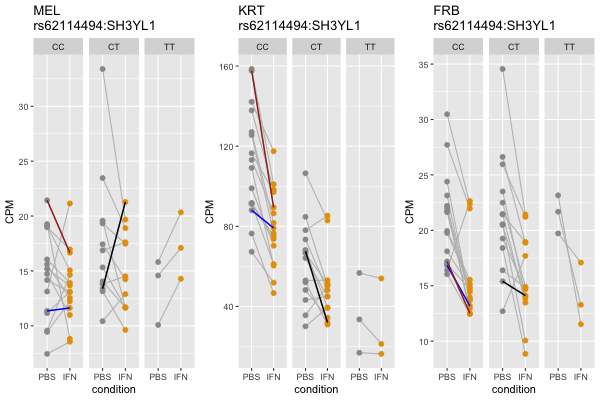 MEL
rs62114494:SH3YL1
CC CT TT
CPM
30
25
20
15
10
PBS IFN PBS IFN PBS IFN
condition
KRT
rs62114494:SH3YL1
CC CT TT
CPM
160
120
80
40
PBS IFN PBS IFN PBS IFN
condition
FRB
rs62114494:SH3YL1
CC CT TT
CPM
35
30
25
20
15
10
PBS IFN PBS IFN PBS IFN
condition